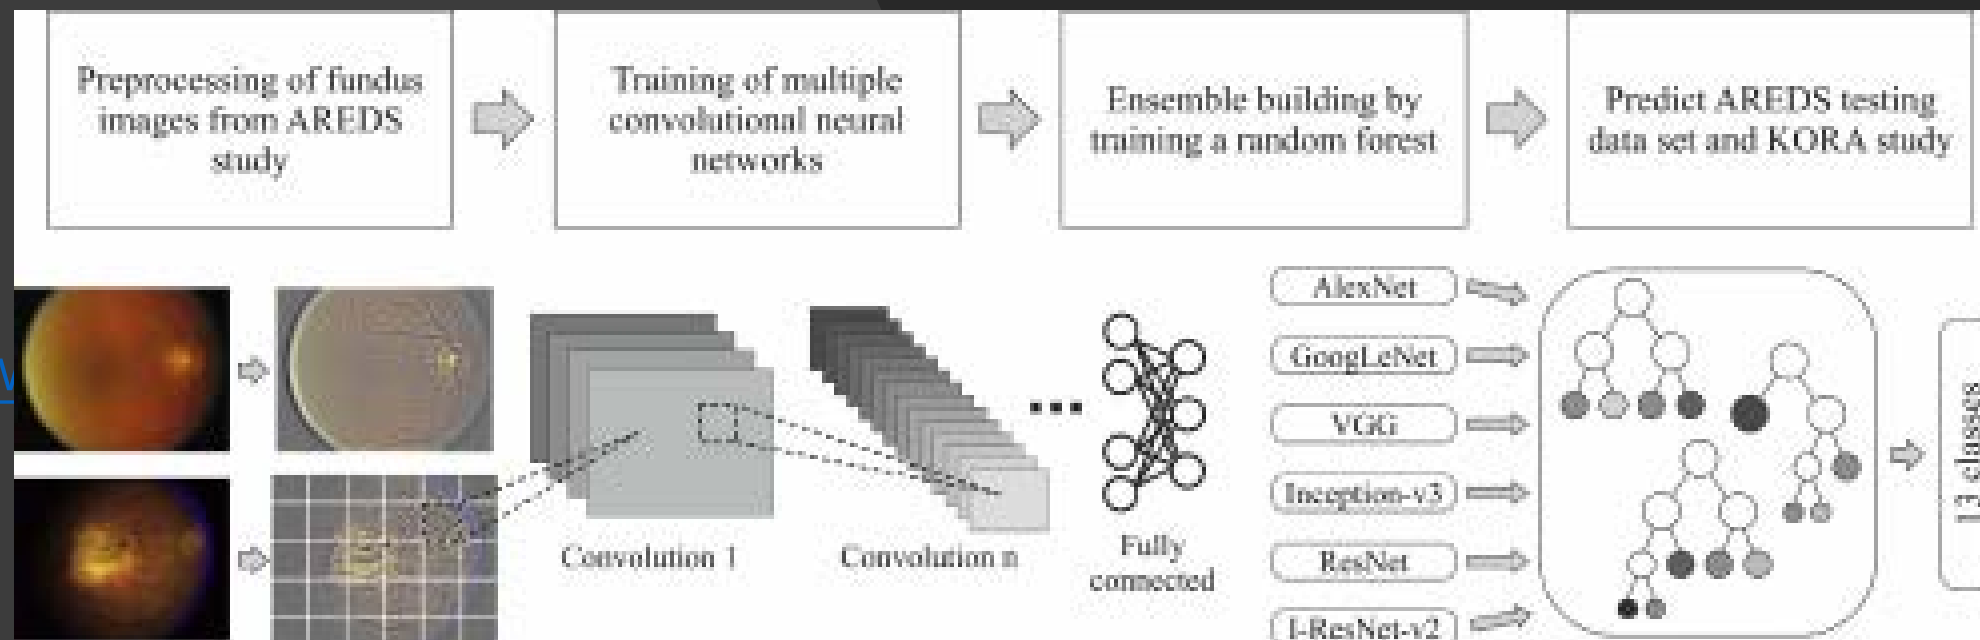 Preprocessing of fundus
images from AREDS
study
Training of multiple
convolutional neural
networks
Ensemble building by
training a random forest
Predict AREDS testing
data set and KORA study
Convolution 1
Convolution n
Fully
connected
AlexNet
GoogLeNet
VGG
Inception-v3
ResNet
I-ResNet-v2
13 classes